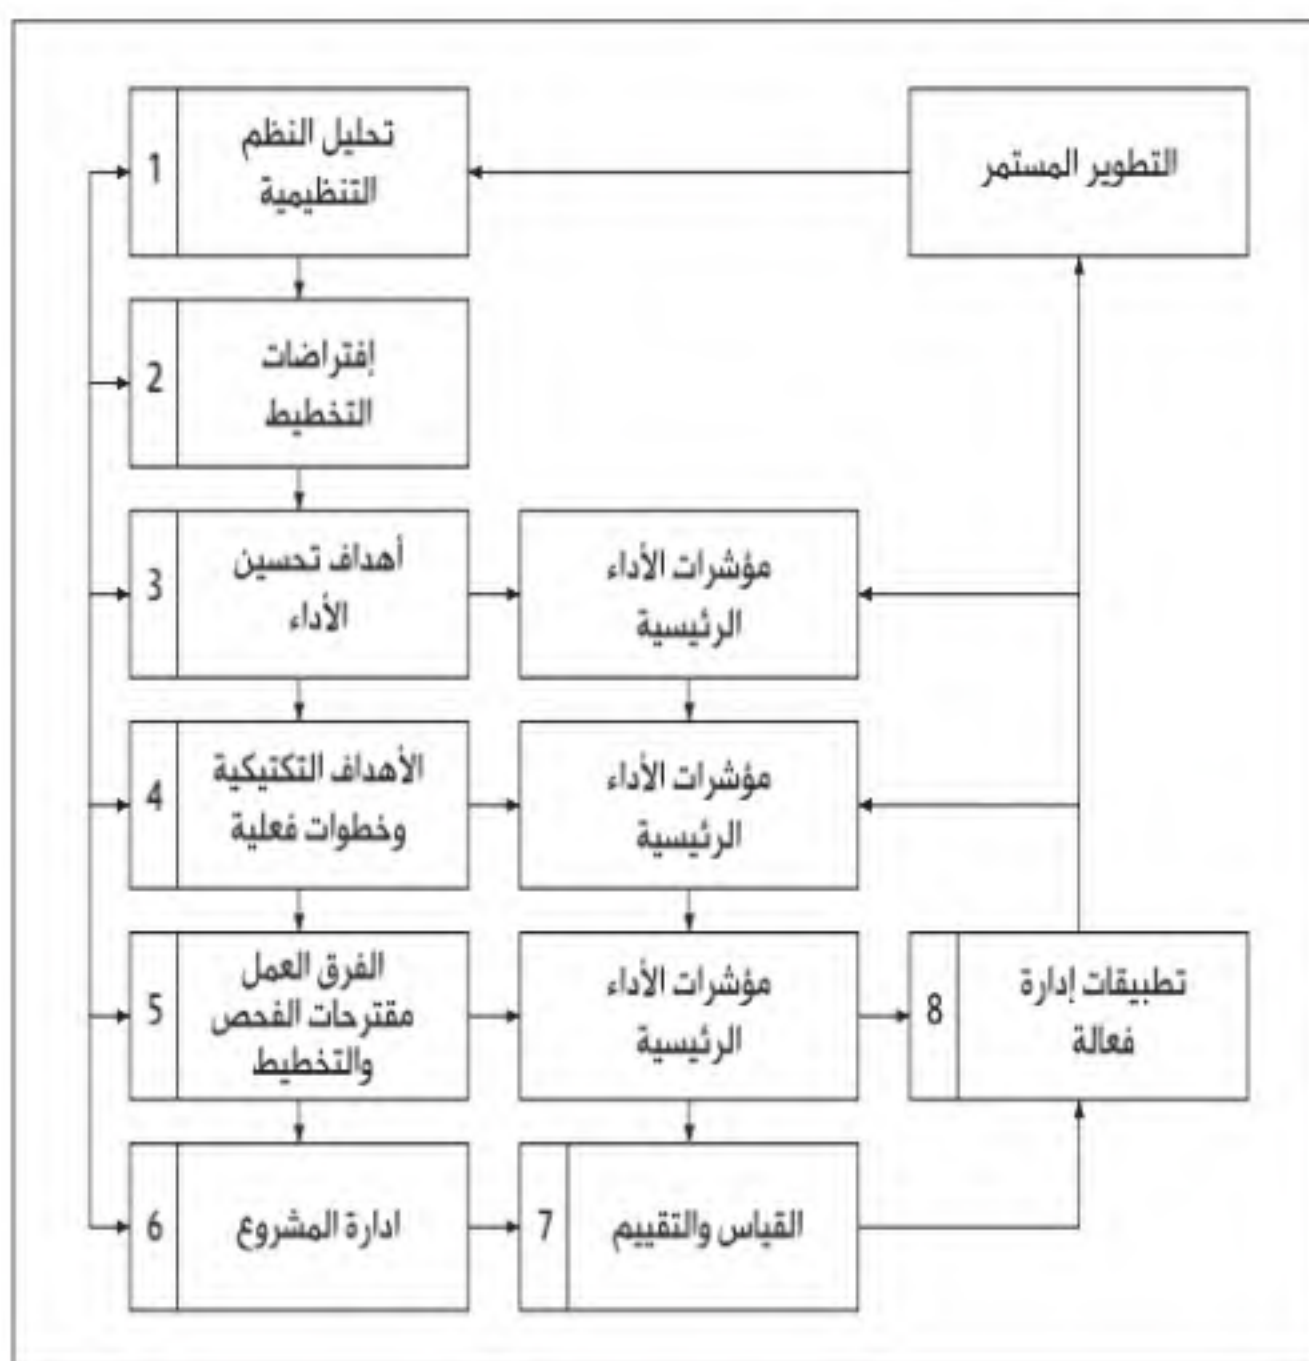 1
تحليل النظم
التنظيمية
التطوير المستمر
2
إفتراضات
التخطيط
3
أهداف تحسين
الأداء
مؤشرات الأداء
الرئيسية
4
الأهداف التكتيكية
وخطوات فعلية
مؤشرات الأداء
الرئيسية
5
الفرق العمل
مقترحات الفحص
والتخطيط
مؤشرات الأداء
الرئيسية
8
تطبيقات إدارة
فعالة
6
ادارة المشروع
7
القياس والتقييم